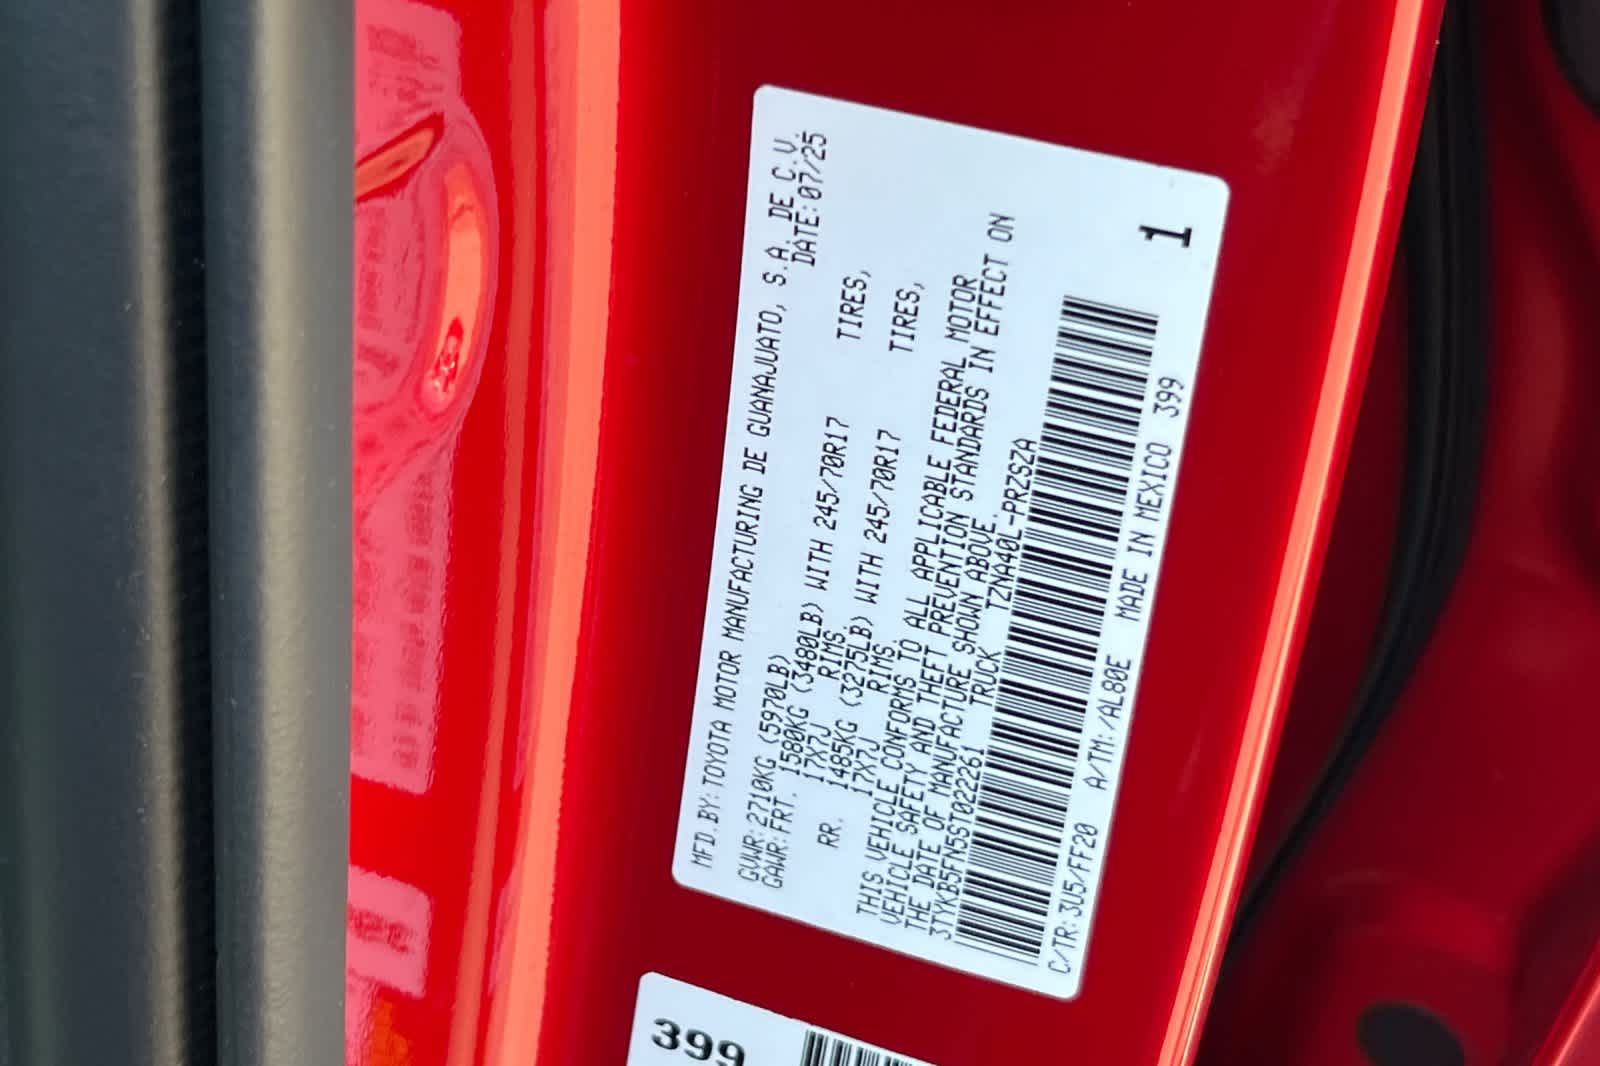 MFD.BY:TOYOTA MOTOR MANUFACTURING DE GUANAJUATO, S.A. DE C.V.
DATE:07/25
GVWR:2710KG (5970LB)
GAWR:FRT. 1580KG (3480LB) WITH 245/70R17 TIRES,
17X7J RIMS.
RR. 1485KG (3275LB) WITH 245/70R17 TIRES,
17X7J RIMS.
THIS VEHICLE CONFORMS TO ALL APPLICABLE FEDERAL MOTOR
VEHICLE SAFETY AND THEFT PREVENTION STANDARDS IN EFFECT ON
THE DATE OF MANUFACTURE SHOWN ABOVE.
3TYKB5FN5ST022261 TRUCK TZNA40L-PRZSZA
C/TR:3U5/FF20 A/TM:/AL80E MADE IN MEXICO 399
1
399